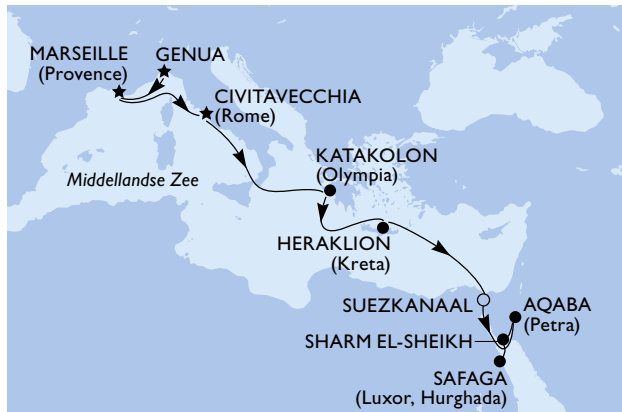 MARSEILLE
(Provence)
GENUA
CIVITAVECCHIA
(Rome)
KATAKOLON
(Olympia)
Middellandse Zee
HERAKLION
(Kreta)
SUEZKANAAL
AQABA
(Petra)
SHARM EL-SHEIKH
SAFAGA
(Luxor, Hurghada)